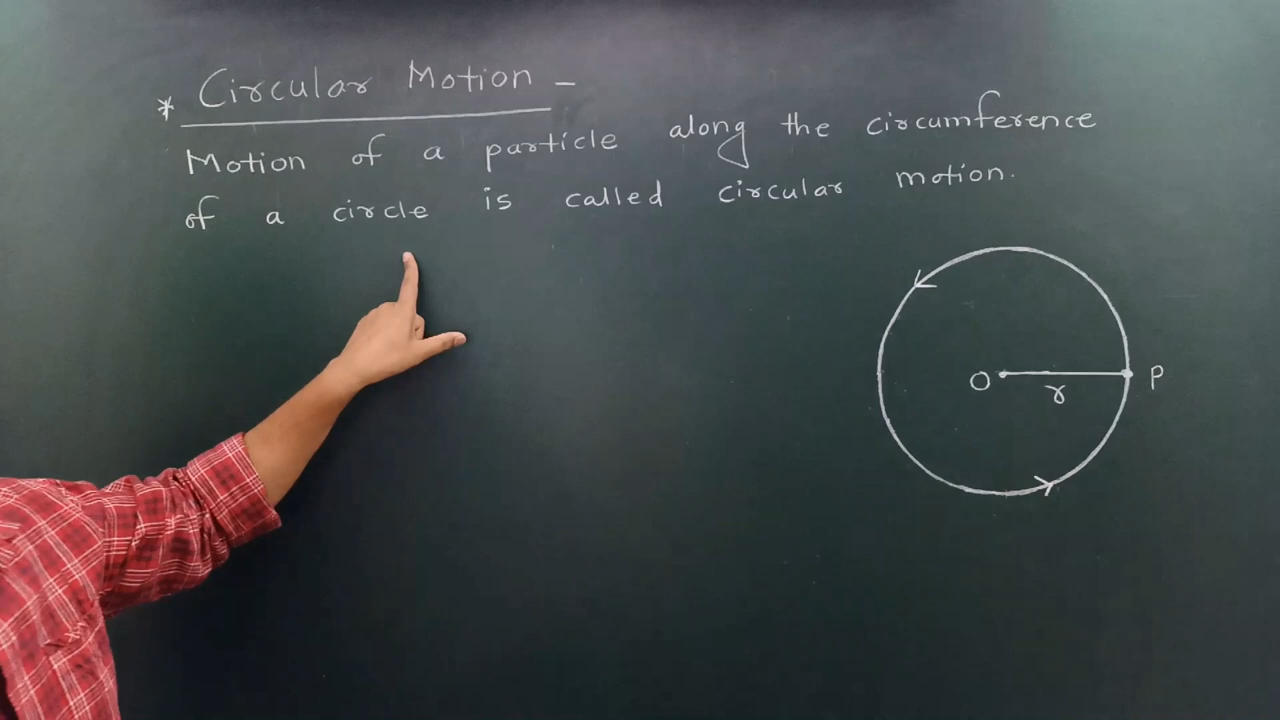 * Circular Motion -
Motion of a particle along the circumference
of a circle is called circular motion.
O
r
P